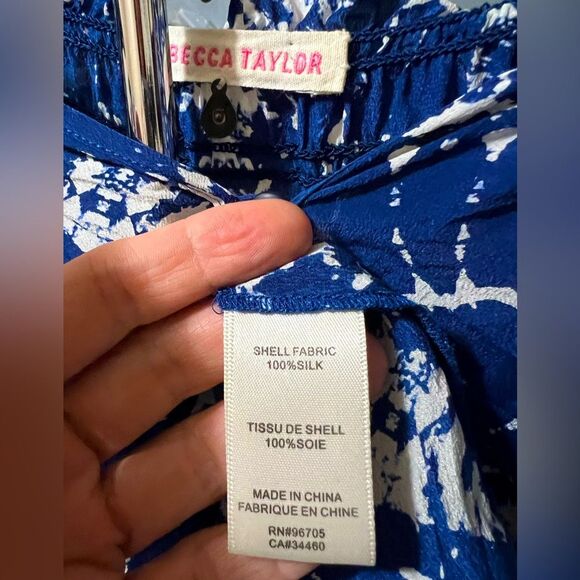 BECCA TAYLOR
SHELL FABRIC
100%SILK
TISSU DE SHELL
100%SOIE
MADE IN CHINA
FABRIQUE EN CHINE
RN#96705
CA#34460